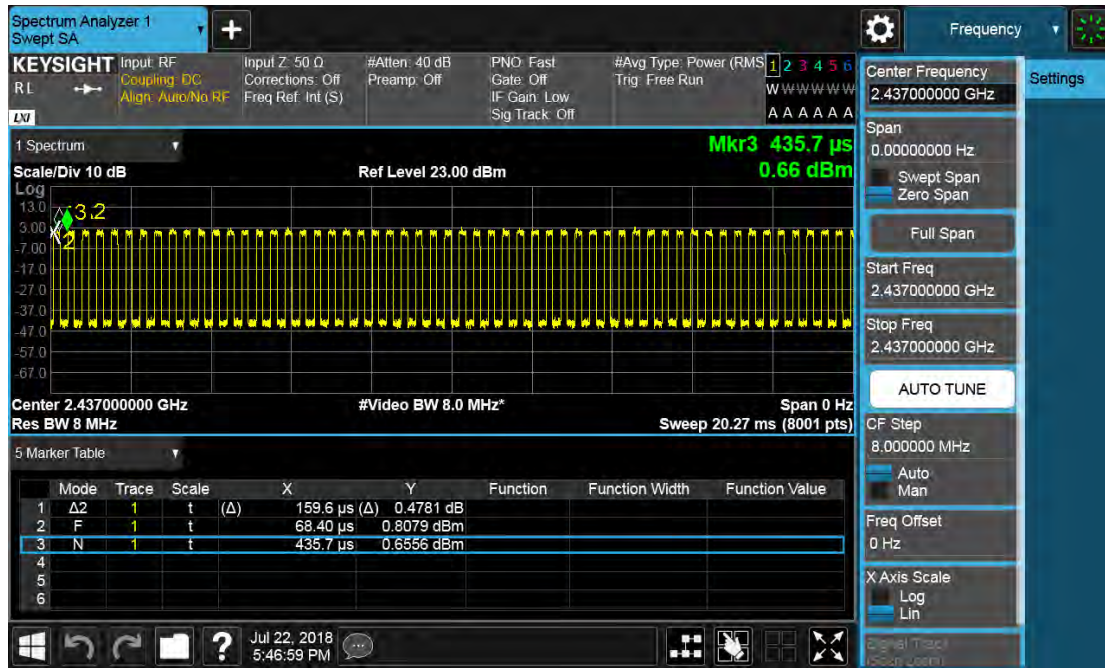 Spectrum Analyzer 1
Swept SA
+
Frequency
KEYSIGHT
RL
LXI
Input: RF
Coupling: DC
Align: Auto/No RF
Input Z: 50 Ω
Corrections: Off
Freq Ref: Int (S)
#Atten: 40 dB
Preamp: Off
PNO: Fast
Gate: Off
IF Gain: Low
Sig Track: Off
#Avg Type: Power (RMS
Trig: Free Run
1 2 3 4 5 6
W W W W W W
A A A A A A
Center Frequency
2.437000000 GHz
Settings
Span
0.00000000 Hz
Swept Span
Zero Span
Full Span
Start Freq
2.437000000 GHz
Stop Freq
2.437000000 GHz
AUTO TUNE
CF Step
8.000000 MHz
Auto
Man
Freq Offset
0 Hz
X Axis Scale
Log
Lin
Signal Track
1 Spectrum
Scale/Div 10 dB
Ref Level 23.00 dBm
Mkr3 435.7 µs
0.66 dBm
Log
13.0
3.00
-7.00
-17.0
-27.0
-37.0
-47.0
-57.0
-67.0
3.2
2
Center 2.437000000 GHz
#Video BW 8.0 MHz*
Span 0 Hz
Res BW 8 MHz
Sweep 20.27 ms (8001 pts)
5 Marker Table
Mode Trace Scale X Y Function Function Width Function Value
1 Δ2 1 t (Δ) 159.6 µs (Δ) 0.4781 dB
2 F 1 t 68.40 µs 0.8079 dBm
3 N 1 t 435.7 µs 0.6556 dBm
4
5
6
?
Jul 22, 2018
5:46:59 PM